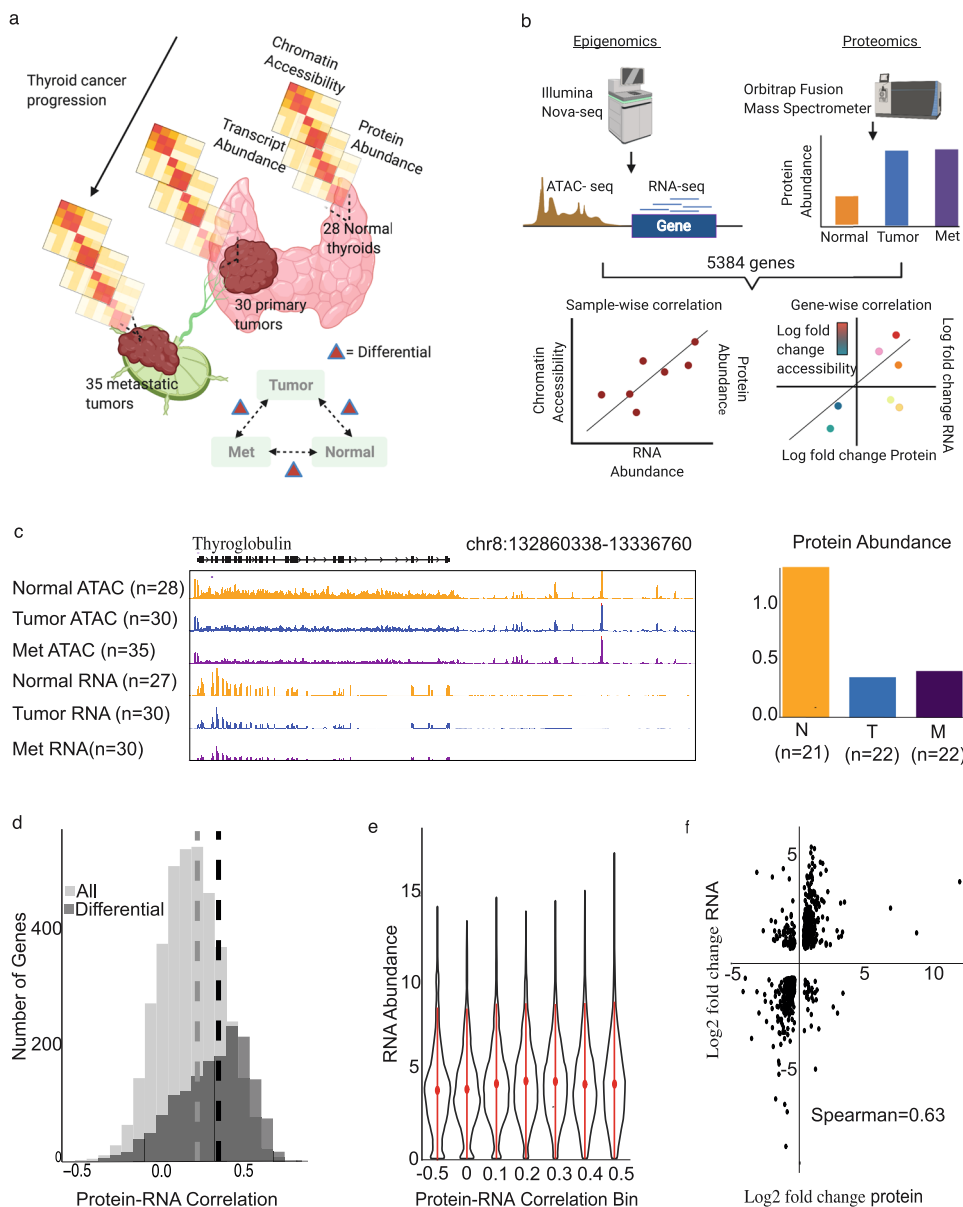 a
Thyroid cancer
progression
Chromatin
Accessibility
Transcript
Abundance
Protein
Abundance
28 Normal
thyroids
30 primary
tumors
35 metastatic
tumors
= Differential
Tumor
Met
Normal
b
Epigenomics
Proteomics
Illumina
Nova-seq
Orbitrap Fusion
Mass Spectrometer
ATAC- seq
RNA-seq
Gene
Protein
Abundance
Normal
Tumor
Met
5384 genes
Sample-wise correlation
Chromatin
Accessibility
Protein
Abundance
RNA
Abundance
Gene-wise correlation
Log fold
change
accessibility
Log fold change RNA
Log fold change Protein
c
Thyroglobulin
chr8:132860338-13336760
Normal ATAC (n=28)
Tumor ATAC (n=30)
Met ATAC (n=35)
Normal RNA (n=27)
Tumor RNA (n=30)
Met RNA(n=30)
Protein Abundance
1.0
0.5
0.0
N
T
M
(n=21)
(n=22)
(n=22)
d
All
Differential
Number of Genes
400
200
0
−0.5
0.0
0.5
Protein-RNA Correlation
e
RNA Abundance
15
10
5
0
-0.5
0
0.1
0.2
0.3
0.4
0.5
Protein-RNA Correlation Bin
f
Log2 fold change RNA
5
-5
5
10
-5
Spearman=0.63
Log2 fold change protein